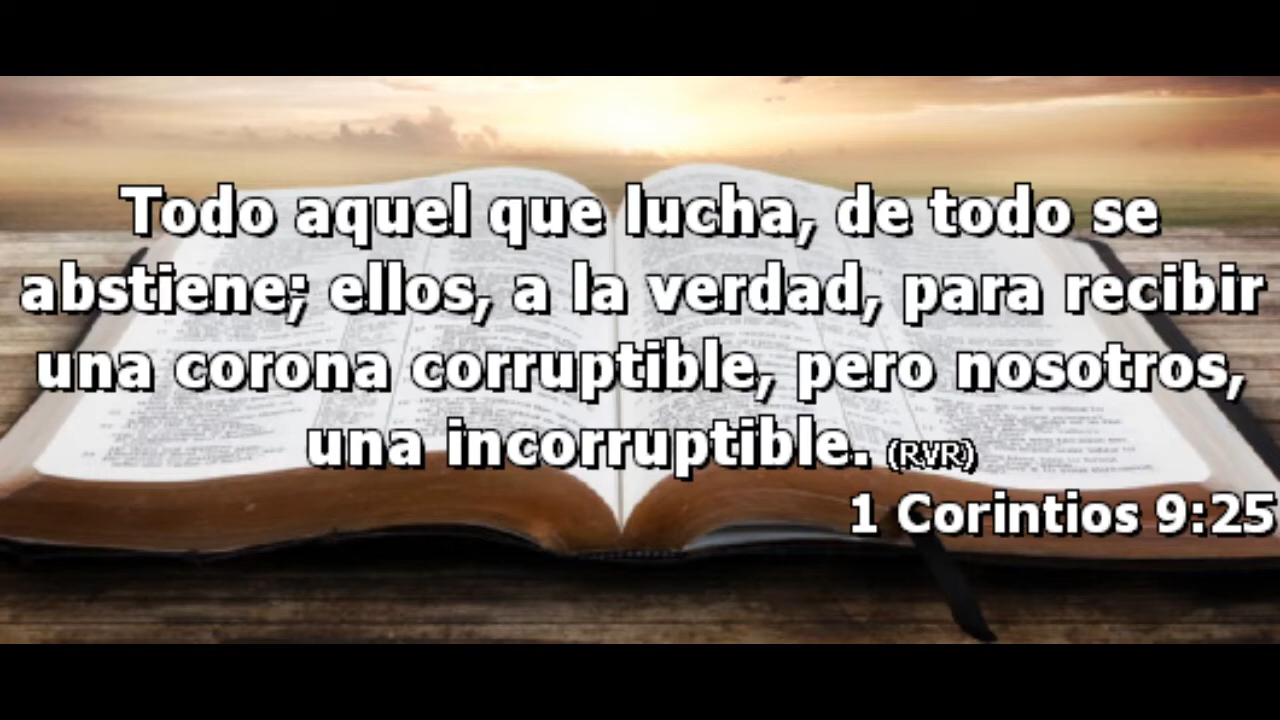 Todo aquel que lucha, de todo se
abstiene; ellos, a la verdad, para recibir
una corona corruptible, pero nosotros,
una incorruptible. (RVR)
1 Corintios 9:25